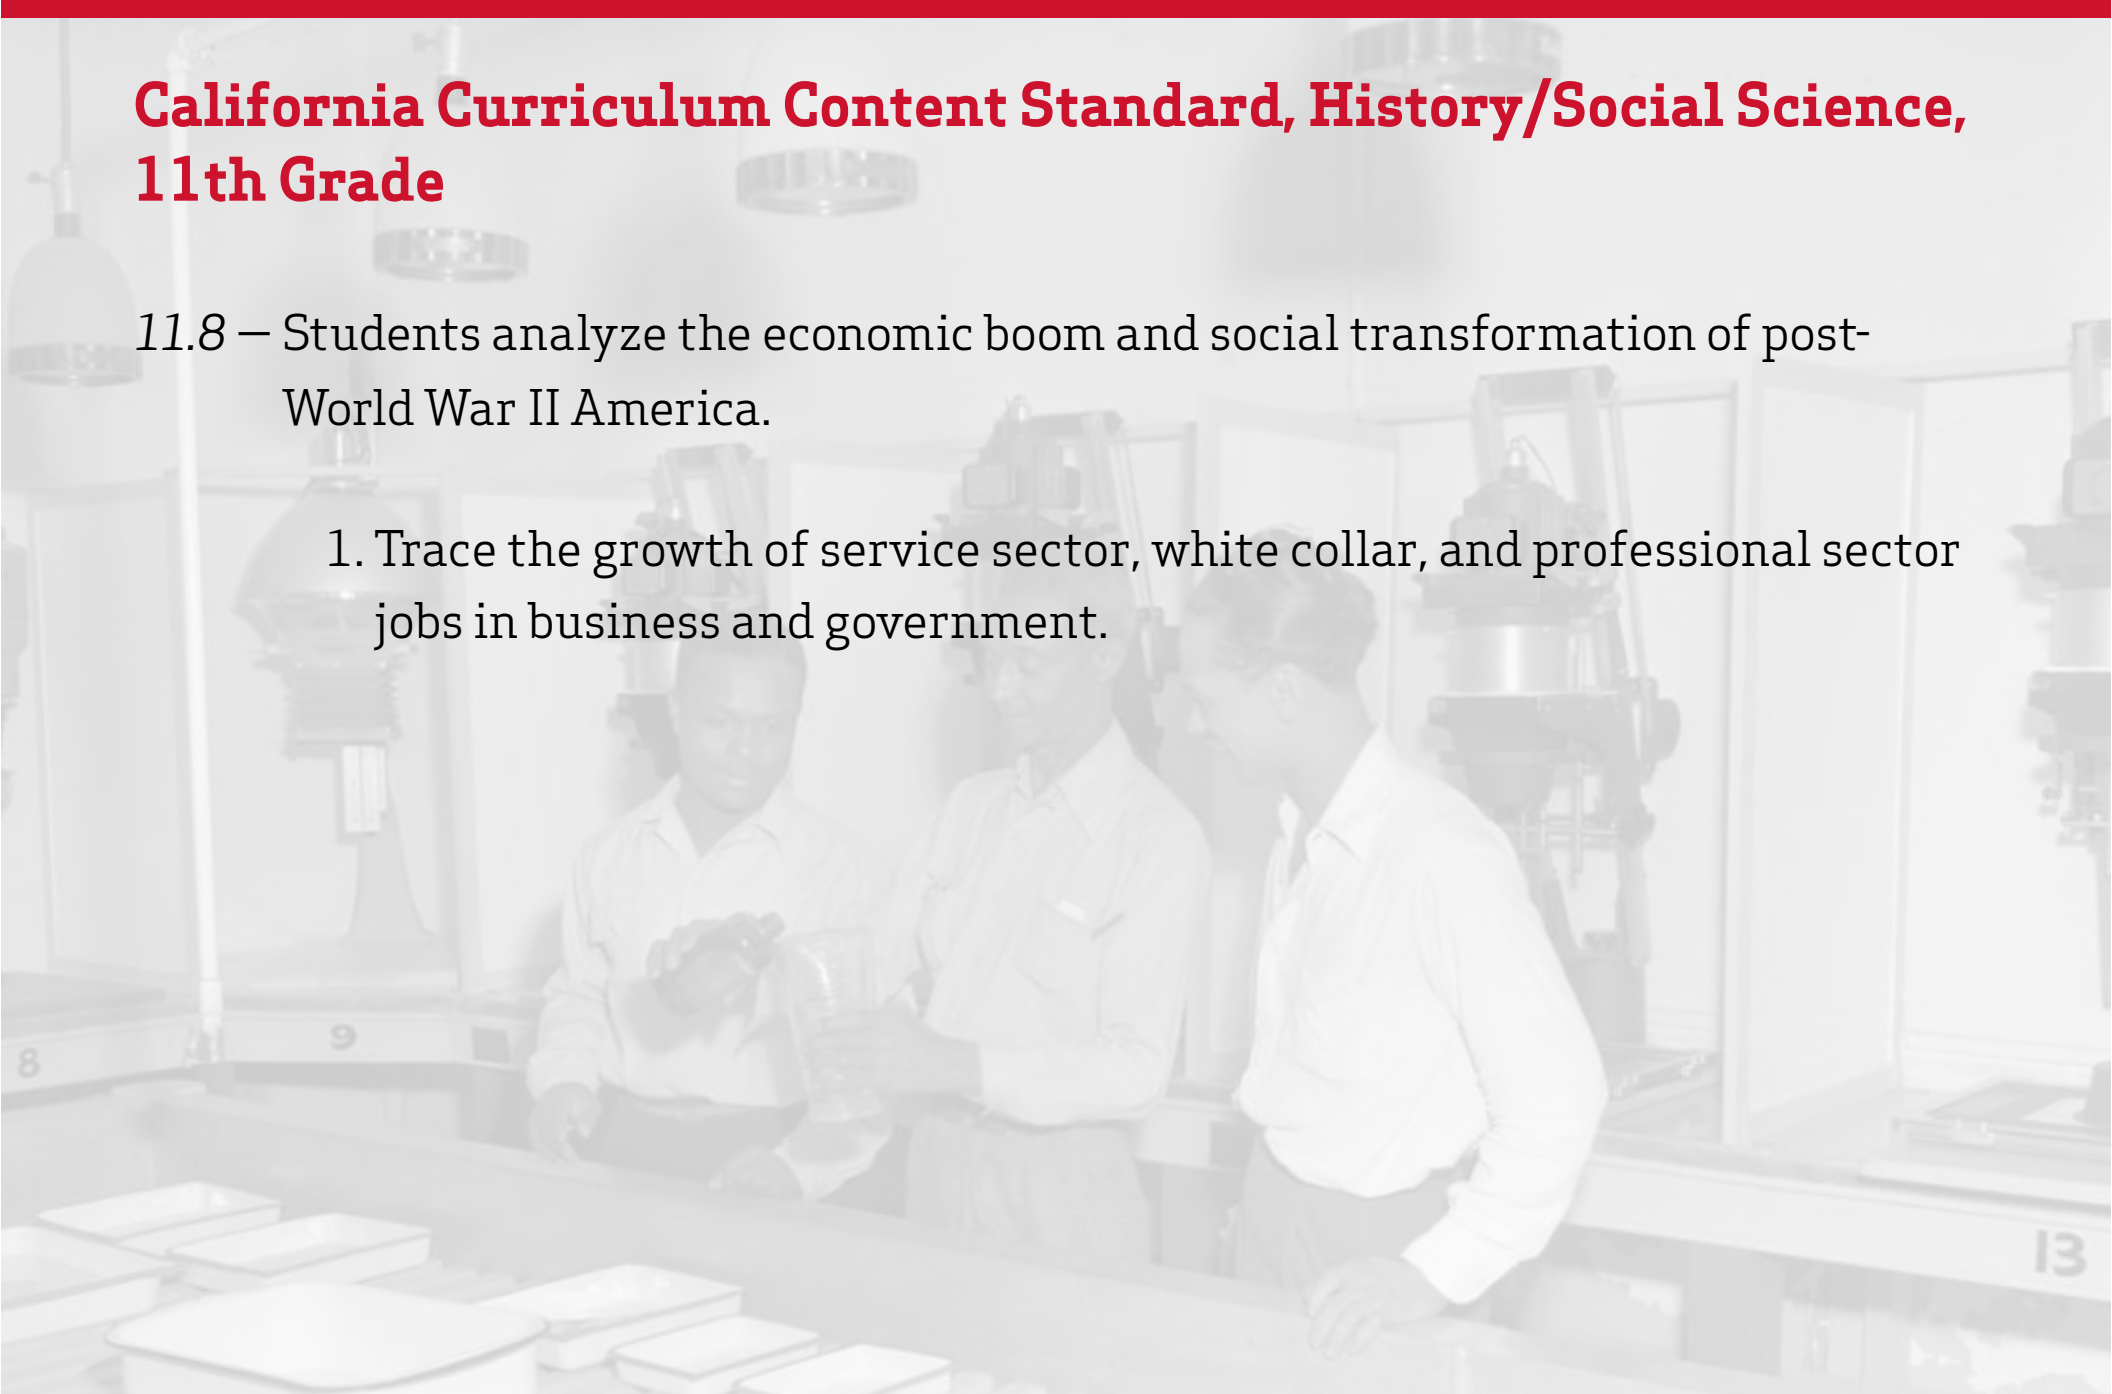 California Curriculum Content Standard, History/Social Science,
11th Grade
11.8 – Students analyze the economic boom and social transformation of post-
World War II America.
1. Trace the growth of service sector, white collar, and professional sector
jobs in business and government.
9
8
13